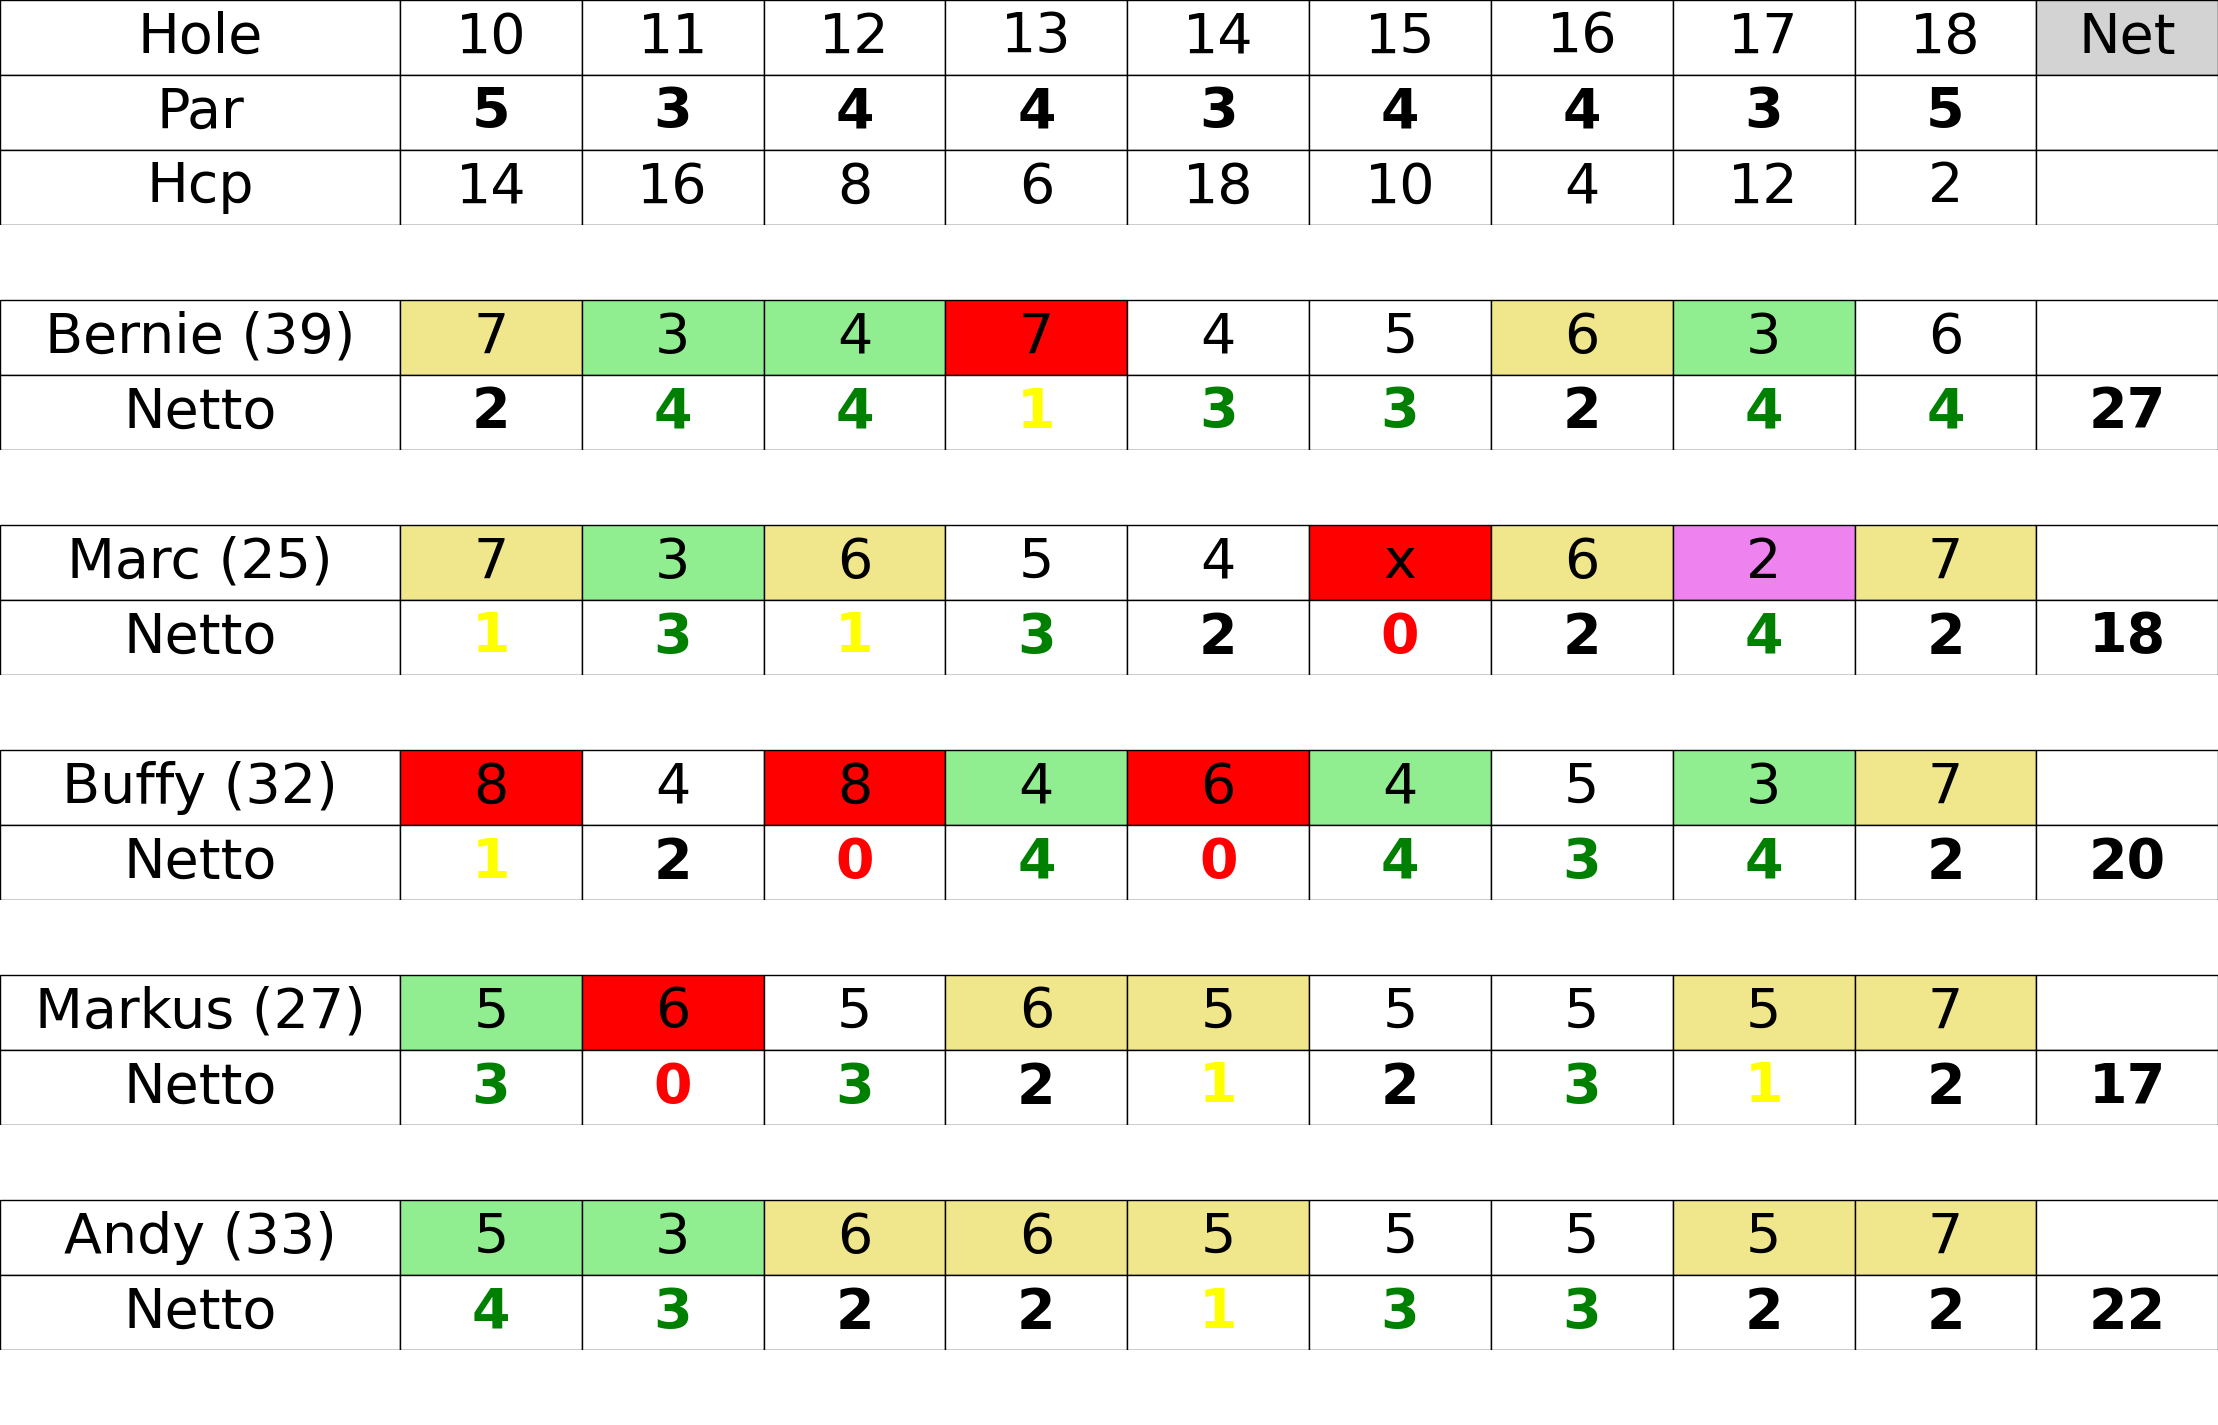 Hole 10 11 12 13 14 15 16 17 18 Net
Par 5 3 4 4 3 4 4 3 5
Hcp 14 16 8 6 18 10 4 12 2
Bernie (39) 7 3 4 7 4 5 6 3 6
Netto 2 4 4 1 3 3 2 4 4 27
Marc (25) 7 3 6 5 4 x 6 2 7
Netto 1 3 1 3 2 0 2 4 2 18
Buffy (32) 8 4 8 4 6 4 5 3 7
Netto 1 2 0 4 0 4 3 4 2 20
Markus (27) 5 6 5 6 5 5 5 5 7
Netto 3 0 3 2 1 2 3 1 2 17
Andy (33) 5 3 6 6 5 5 5 5 7
Netto 4 3 2 2 1 3 3 2 2 22